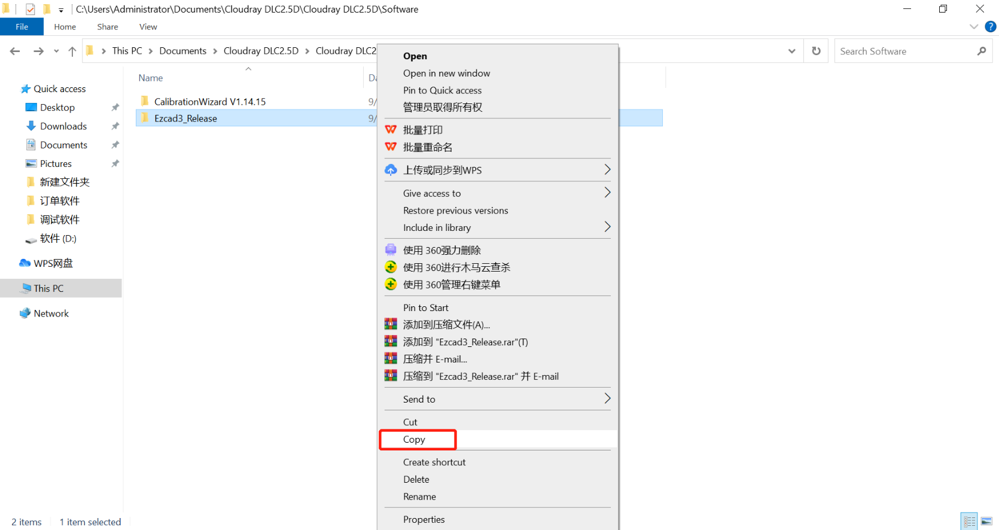 C:\Users\Administrator\Documents\Cloudray DLC2.5D\Cloudray DLC2.5D\Software
File Home Share View
This PC Documents Cloudray DLC2.5D Cloudray DLC2
Search Software
Name
Quick access
Desktop
Downloads
Documents
Pictures
新建文件夹
订单软件
调试软件
软件 (D:)
WPS网盘
This PC
Network
CalibrationWizard V1.14.15 9/
Ezcad3_Release 9/
Open
Open in new window
Pin to Quick access
管理员取得所有权
批量打印
批量重命名
上传或同步到WPS
Give access to
Restore previous versions
Include in library
使用 360强力删除
使用 360进行木马云查杀
使用 360管理右键菜单
Pin to Start
添加到压缩文件(A)...
添加到 "Ezcad3_Release.rar"(T)
压缩并 E-mail...
压缩到 "Ezcad3_Release.rar" 并 E-mail
Send to
Cut
Copy
Create shortcut
Delete
Rename
Properties
2 items 1 item selected